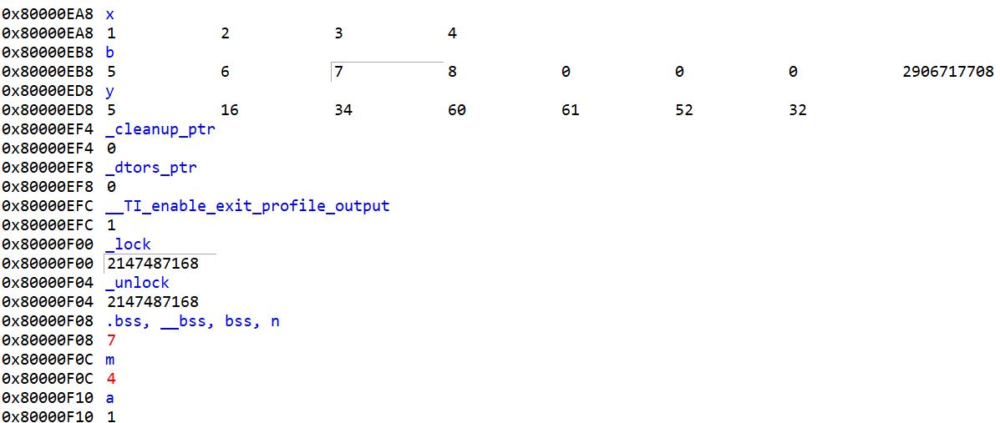 0x80000EA8 x
0x80000EA8 1 2 3 4
0x80000EB8 b
0x80000EB8 5 6 7 8 0 0 0 2906717708
0x80000ED8 y
0x80000ED8 5 16 34 60 61 52 32
0x80000EF4 _cleanup_ptr
0x80000EF4 0
0x80000EF8 _dtors_ptr
0x80000EF8 0
0x80000EFC __TI_enable_exit_profile_output
0x80000EFC 1
0x80000F00 _lock
0x80000F00 2147487168
0x80000F04 _unlock
0x80000F04 2147487168
0x80000F08 .bss, __bss, bss, n
0x80000F08 7
0x80000F0C m
0x80000F0C 4
0x80000F10 a
0x80000F10 1